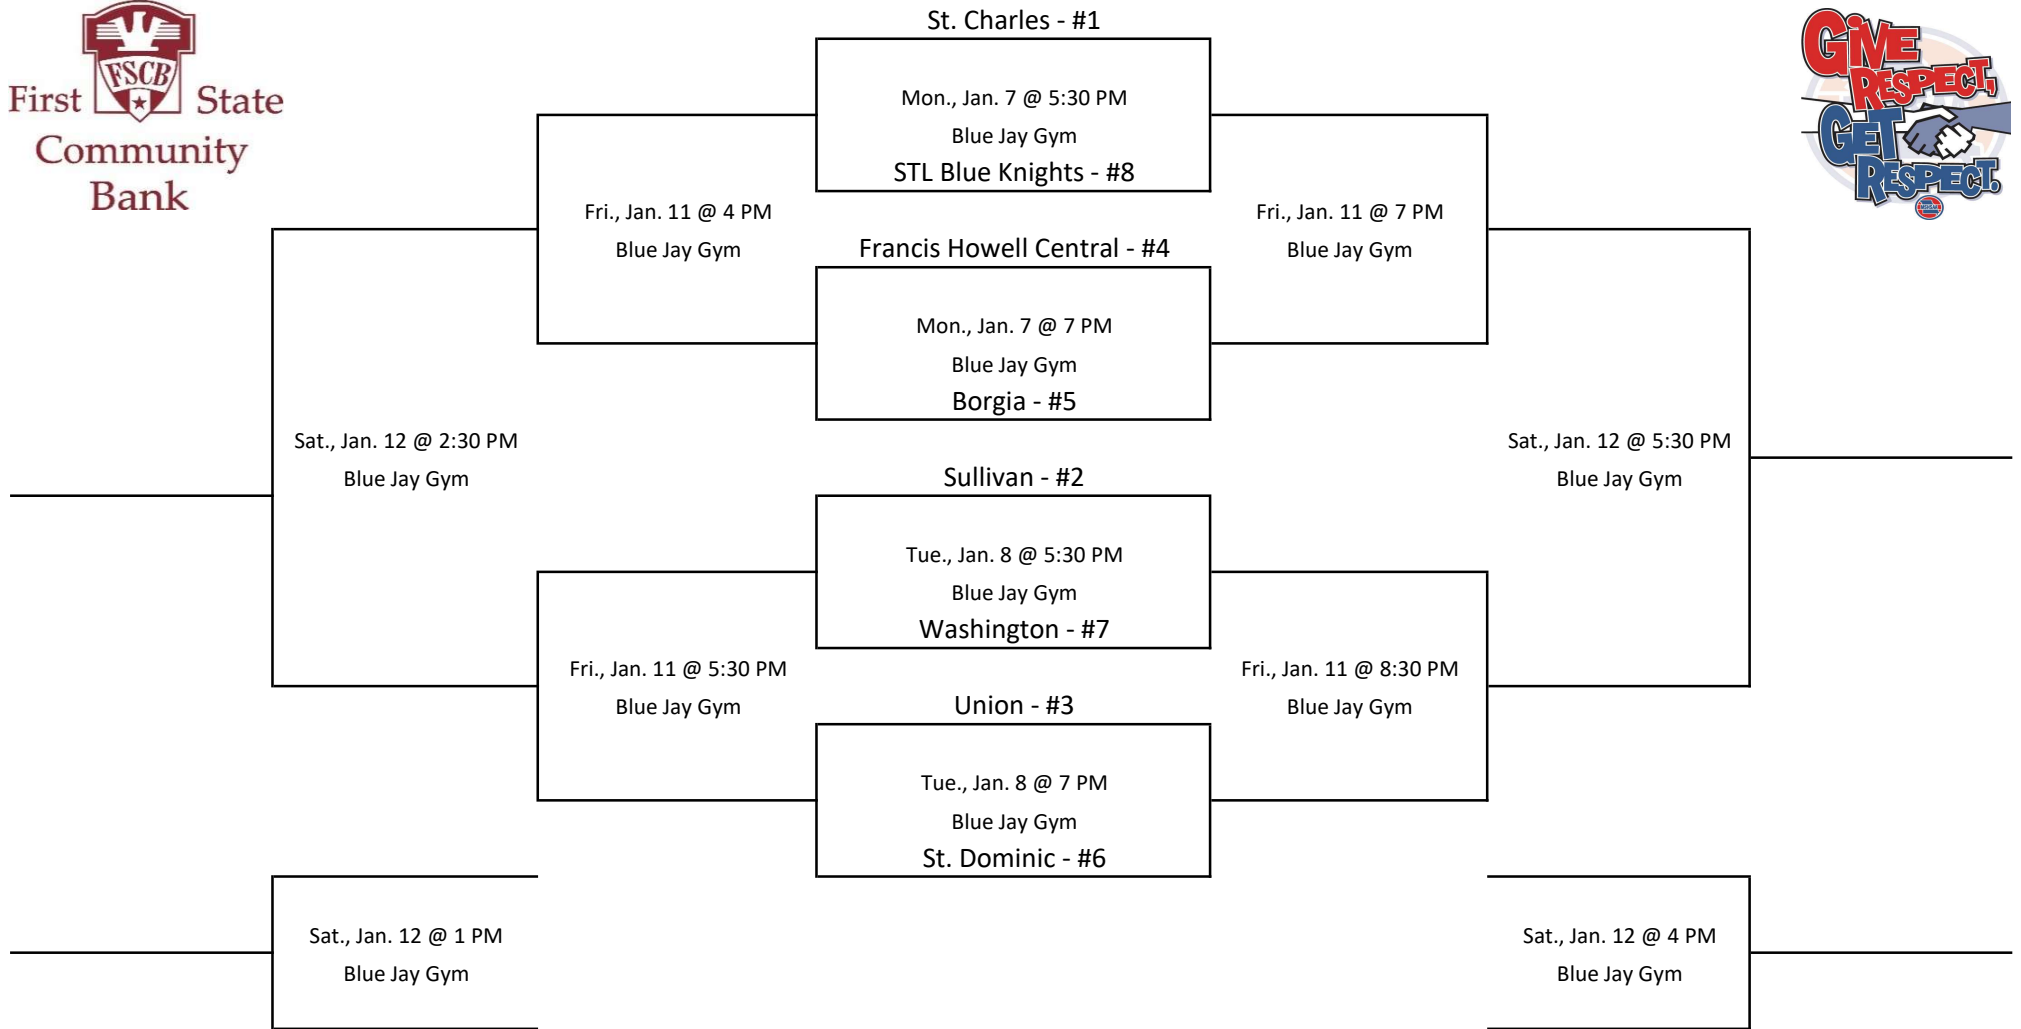 FSCB
First State
Community
Bank
GIVE
RESPECT,
GET
RESPECT.
MSHSAA
St. Charles - #1
Mon., Jan. 7 @ 5:30 PM
Blue Jay Gym
STL Blue Knights - #8
Fri., Jan. 11 @ 4 PM
Blue Jay Gym
Fri., Jan. 11 @ 7 PM
Blue Jay Gym
Francis Howell Central - #4
Mon., Jan. 7 @ 7 PM
Blue Jay Gym
Borgia - #5
Sat., Jan. 12 @ 2:30 PM
Blue Jay Gym
Sat., Jan. 12 @ 5:30 PM
Blue Jay Gym
Sullivan - #2
Tue., Jan. 8 @ 5:30 PM
Blue Jay Gym
Washington - #7
Fri., Jan. 11 @ 5:30 PM
Blue Jay Gym
Fri., Jan. 11 @ 8:30 PM
Blue Jay Gym
Union - #3
Tue., Jan. 8 @ 7 PM
Blue Jay Gym
St. Dominic - #6
Sat., Jan. 12 @ 1 PM
Blue Jay Gym
Sat., Jan. 12 @ 4 PM
Blue Jay Gym